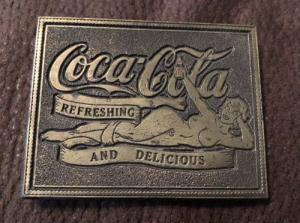 Coca-Cola
REFRESHING
AND DELICIOUS